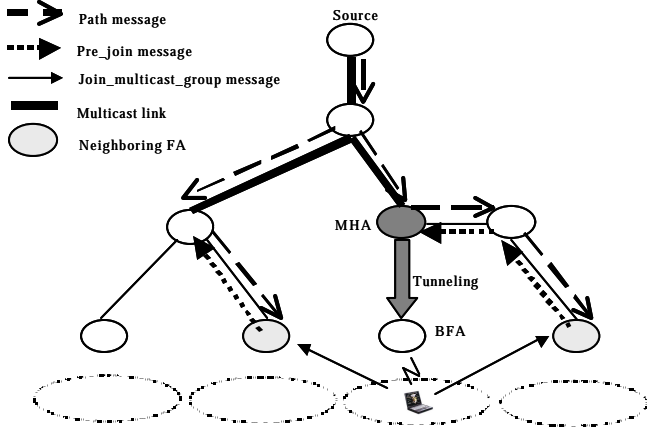 Source
Path message
Pre_join message
Join_multicast_group message
Multicast link
Neighboring FA
MHA
Tunneling
BFA